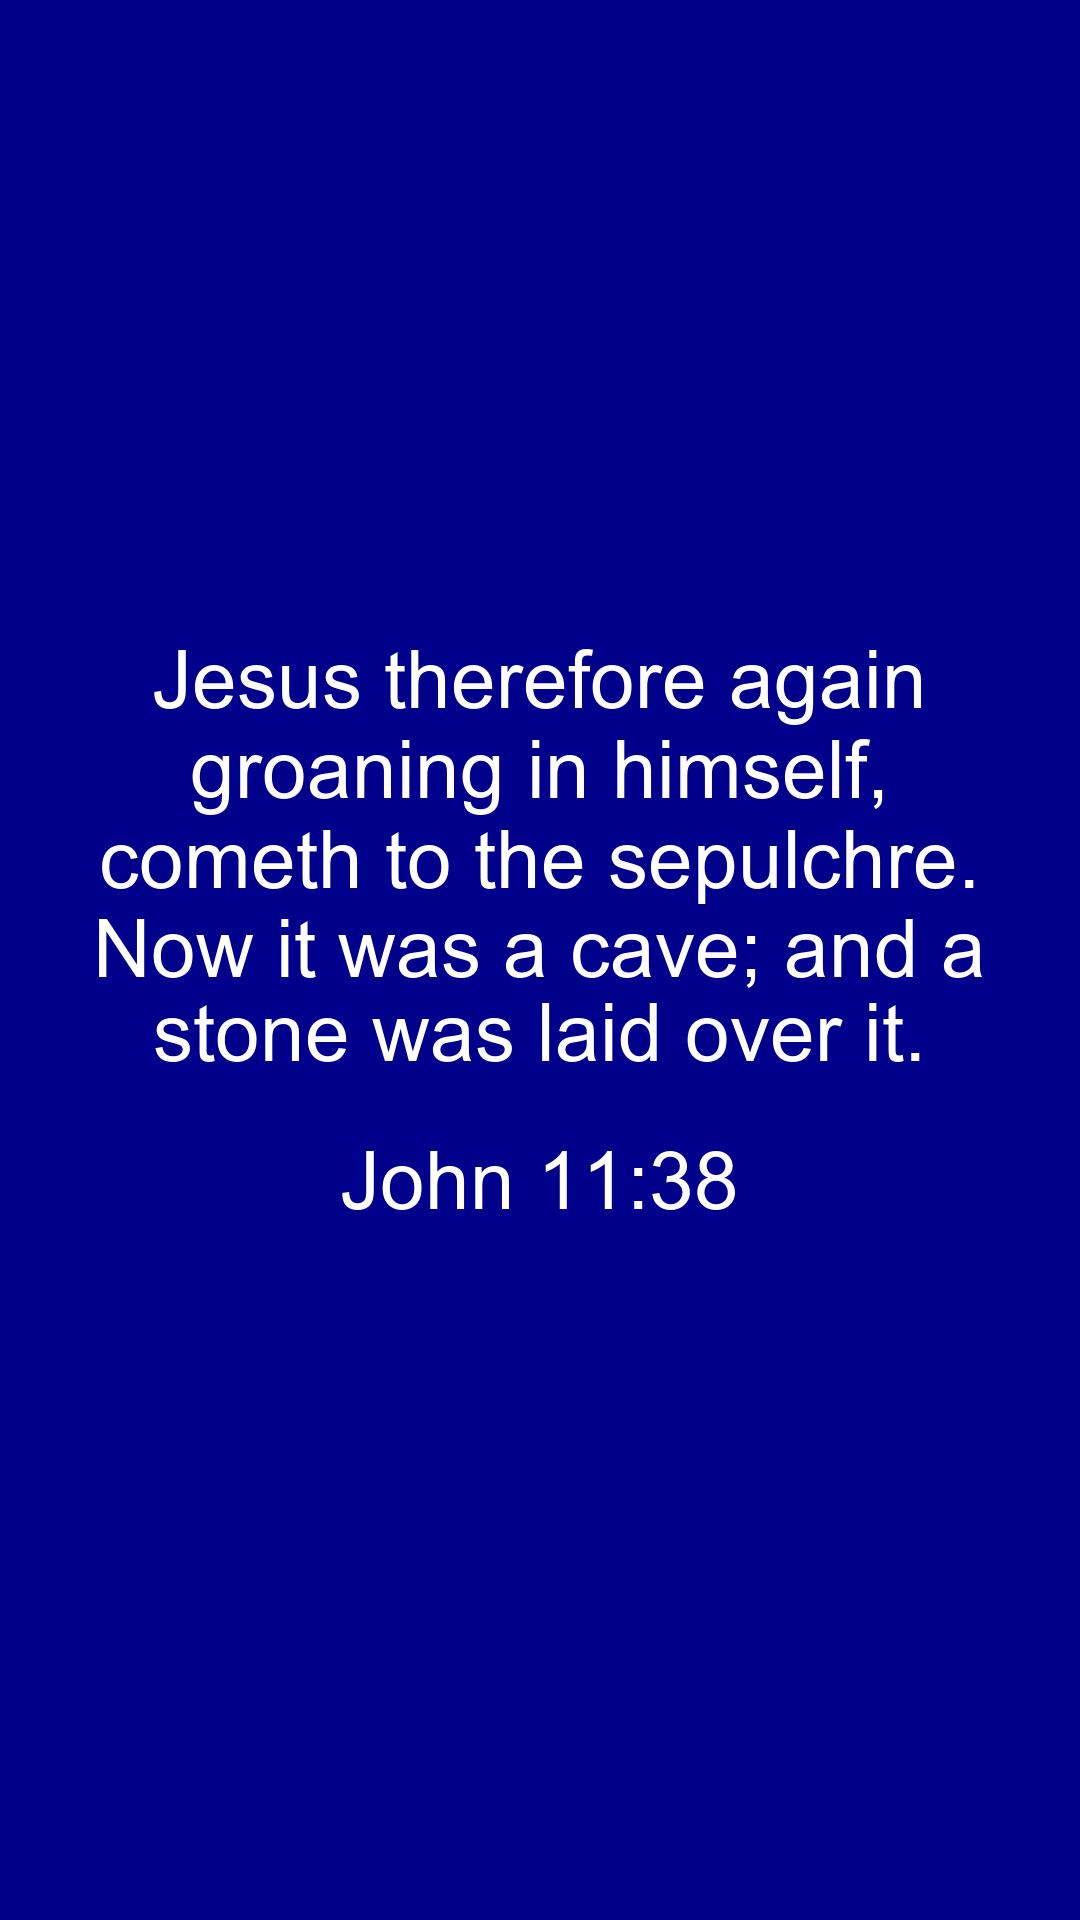 Jesus therefore again
groaning in himself,
cometh to the sepulchre.
Now it was a cave; and a
stone was laid over it.
John 11:38